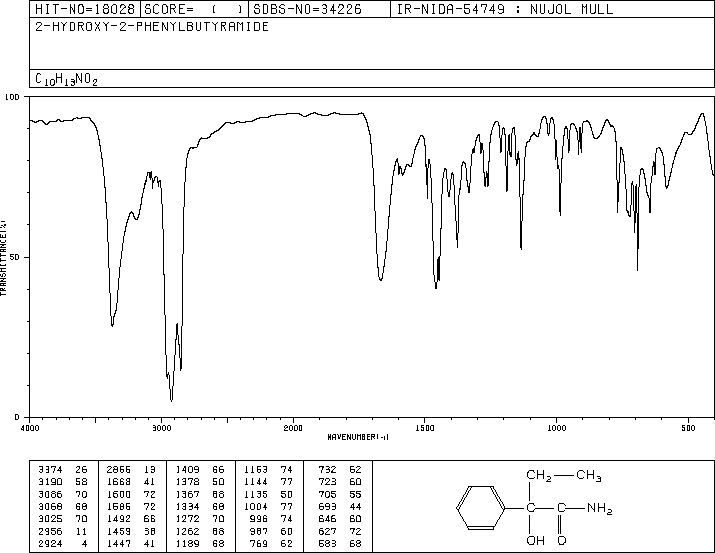 HIT-NO=18028 SCORE= ( ) SDBS-NO=34226 IR-NIDA-54749 : NUJOL MULL
2-HYDROXY-2-PHENYLBUTYRAMIDE
C10H13NO2
100
50
0
TRANSMITTANCE(%)
4000 3000 2000 1500 1000 500
WAVENUMBER(-1)
3374 26 2866 13 1409 66 1153 74 732 62
3190 58 1668 41 1378 50 1144 77 723 60
3086 70 1600 72 1367 68 1135 50 705 55
3068 68 1586 72 1334 68 1004 77 693 44
3025 70 1492 66 1272 70 996 74 646 60
2956 11 1459 38 1262 68 987 60 627 72
2924 4 1447 41 1189 68 769 62 583 68
CH2 CH3
C C NH2
OH O